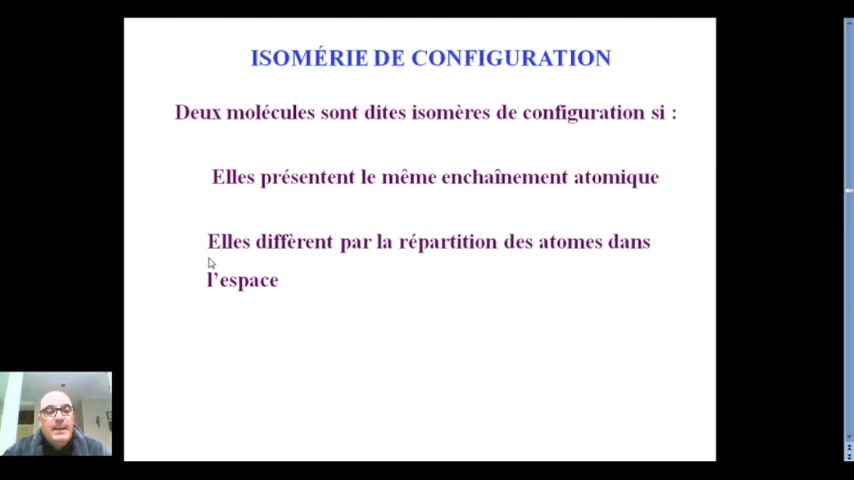 ISOMÉRIE DE CONFIGURATION
Deux molécules sont dites isomères de configuration si :
Elles présentent le même enchaînement atomique
Elles diffèrent par la répartition des atomes dans
l’espace